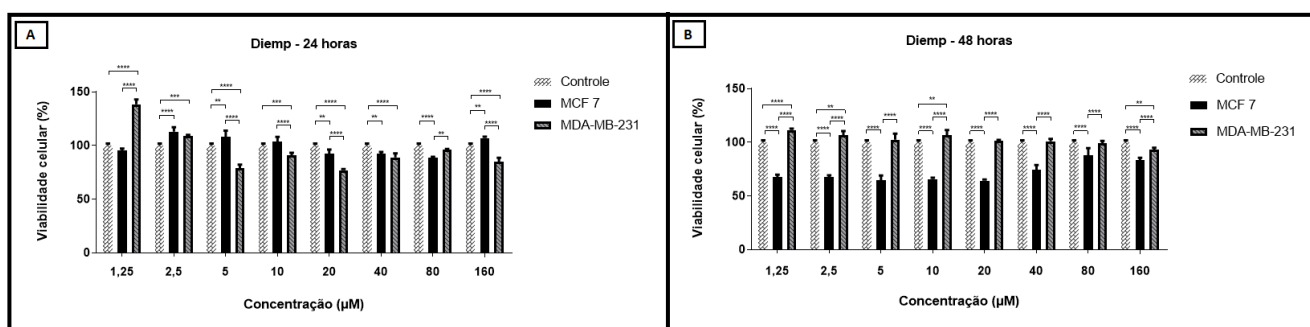 A
Diemp - 24 horas
Viabilidade celular (%)
150
100
50
0
**** **** **** *** ** **** **** *** **** ** **** **** ** **** **** ** ** **** ****
1,25 2,5 5 10 20 40 80 160
Concentração (µM)
Controle
MCF 7
MDA-MB-231
B
Diemp - 48 horas
Viabilidade celular (%)
150
100
50
0
**** **** **** ** **** **** **** **** ** **** **** **** **** **** **** **** **** ** **** ****
1,25 2,5 5 10 20 40 80 160
Concentração (µM)
Controle
MCF 7
MDA-MB-231